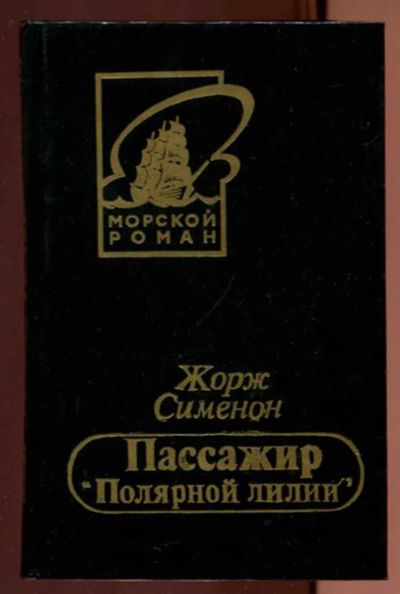 МОРСКОЙ
РОМАН
Жорж
Сименон
Пассажир
“Полярной лилии”